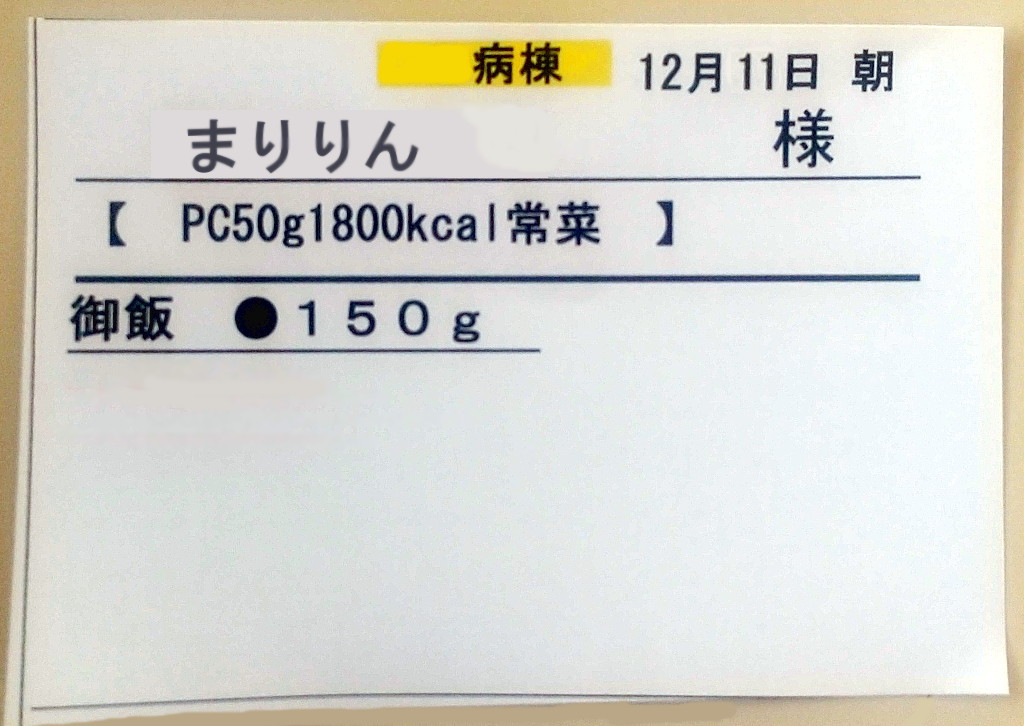 病棟 12月11日 朝
まりりん 様
【 PC50g1800kcal常菜 】
御飯 ●１５０ｇ